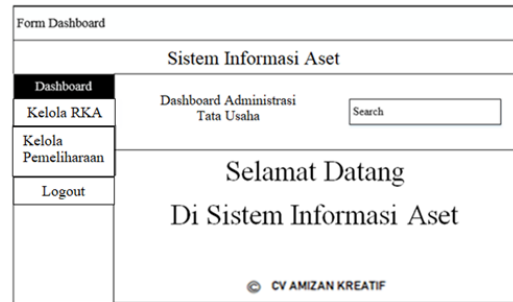 Form Dashboard
Sistem Informasi Aset
Dashboard
Kelola RKA
Kelola
Pemeliharaan
Logout
Dashboard Administrasi
Tata Usaha
Search
Selamat Datang
Di Sistem Informasi Aset
© CV AMIZAN KREATIF